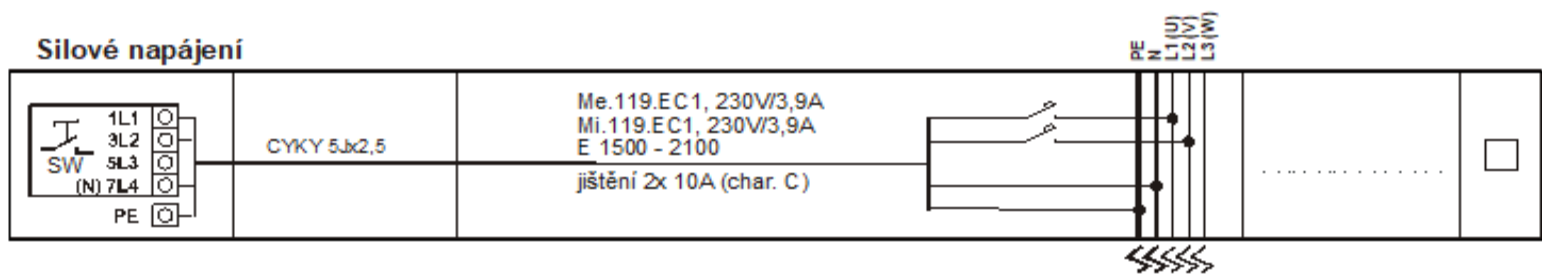 Silové napájení
PE
N
L1 (U)
L2 (V)
L3 (W)
1L1
3L2
SW
5L3
(N) 7L4
PE
CYKY 5Jx2,5
Me.119.EC1, 230V/3,9A
Mi.119.EC1, 230V/3,9A
E 1500 - 2100
jištění 2x 10A (char. C)